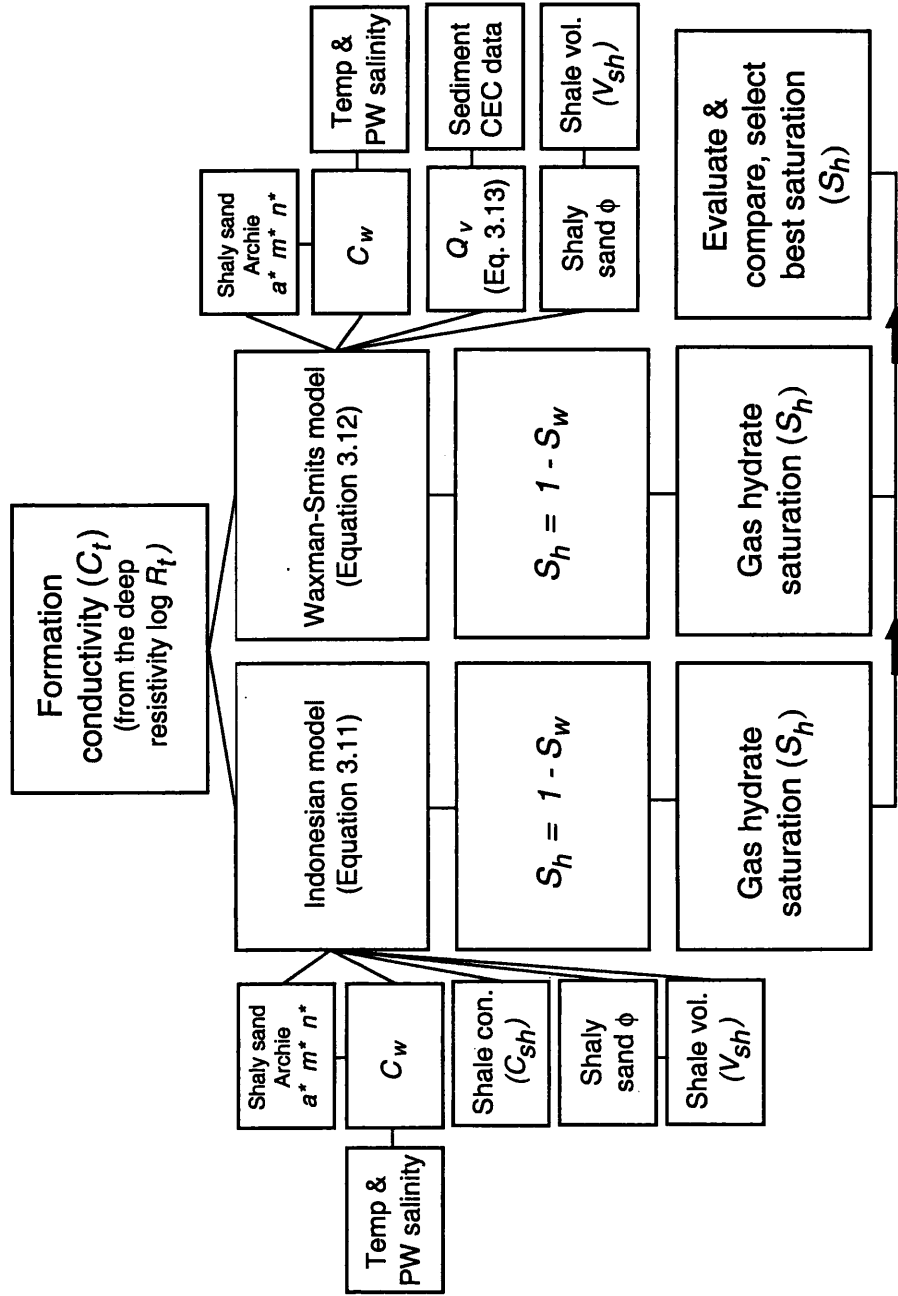 Formation
conductivity (Ct)
(from the deep
resistivity log Rt)
Temp &
PW salinity
Shaly sand
Archie
a* m* n*
Cw
Shale con.
(Csh)
Shaly
sand ϕ
Shale vol.
(Vsh)
Indonesian model
(Equation 3.11)
Sh = 1 - Sw
Gas hydrate
saturation (Sh)
Waxman-Smits model
(Equation 3.12)
Sh = 1 - Sw
Gas hydrate
saturation (Sh)
Shaly sand
Archie
a* m* n*
Cw
Temp &
PW salinity
Qv
(Eq. 3.13)
Sediment
CEC data
Shaly
sand ϕ
Shale vol.
(Vsh)
Evaluate &
compare, select
best saturation
(Sh)